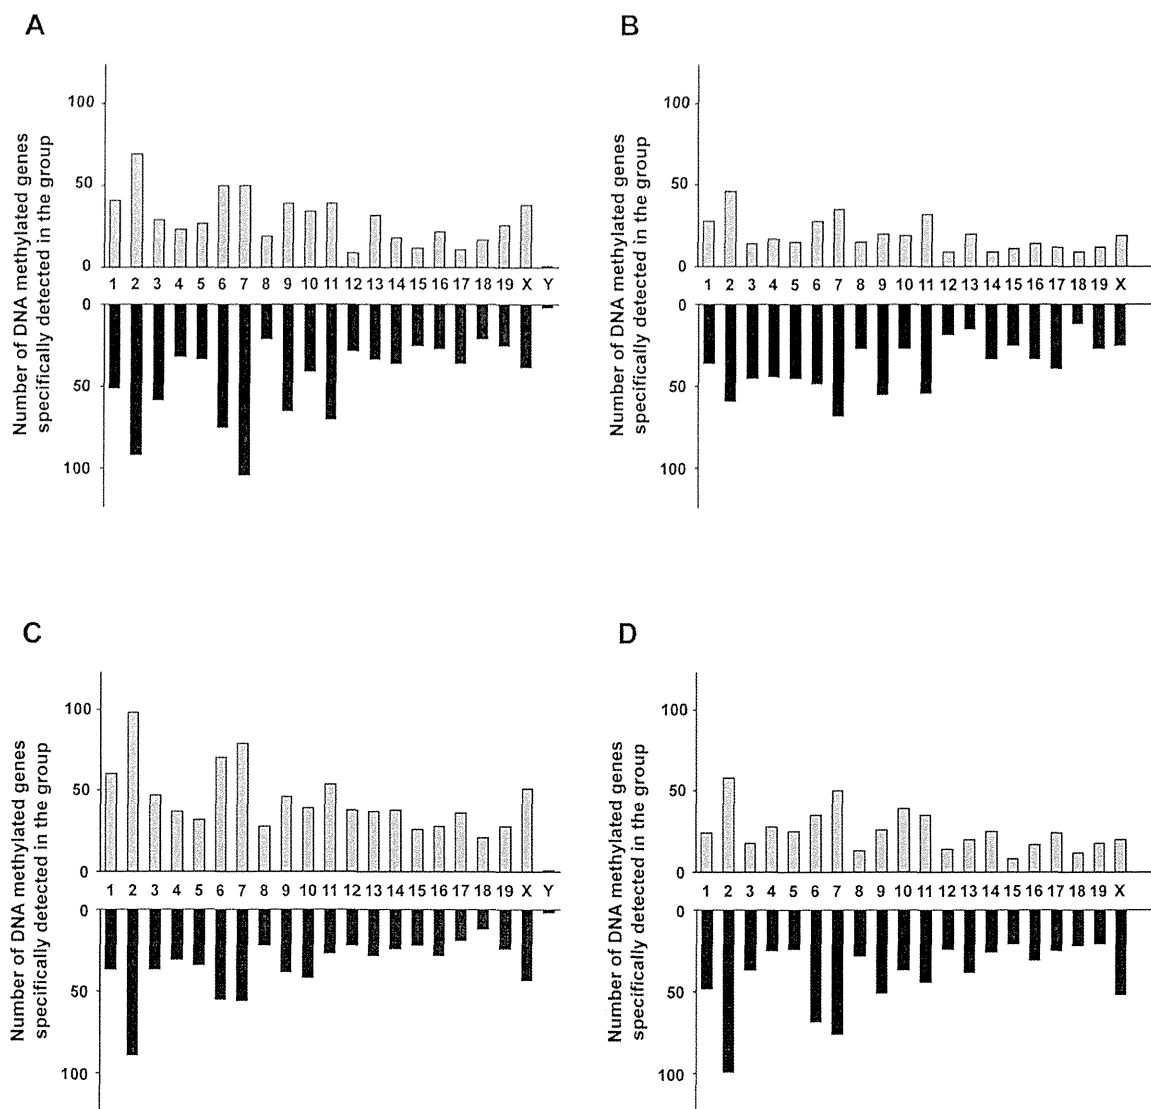 A
Number of DNA methylated genes
specifically detected in the group
100
50
0
1 2 3 4 5 6 7 8 9 10 11 12 13 14 15 16 17 18 19 X Y
0
50
100
B
Number of DNA methylated genes
specifically detected in the group
100
50
0
1 2 3 4 5 6 7 8 9 10 11 12 13 14 15 16 17 18 19 X
0
50
100
C
Number of DNA methylated genes
specifically detected in the group
100
50
0
1 2 3 4 5 6 7 8 9 10 11 12 13 14 15 16 17 18 19 X Y
0
50
100
D
Number of DNA methylated genes
specifically detected in the group
100
50
0
1 2 3 4 5 6 7 8 9 10 11 12 13 14 15 16 17 18 19 X
0
50
100